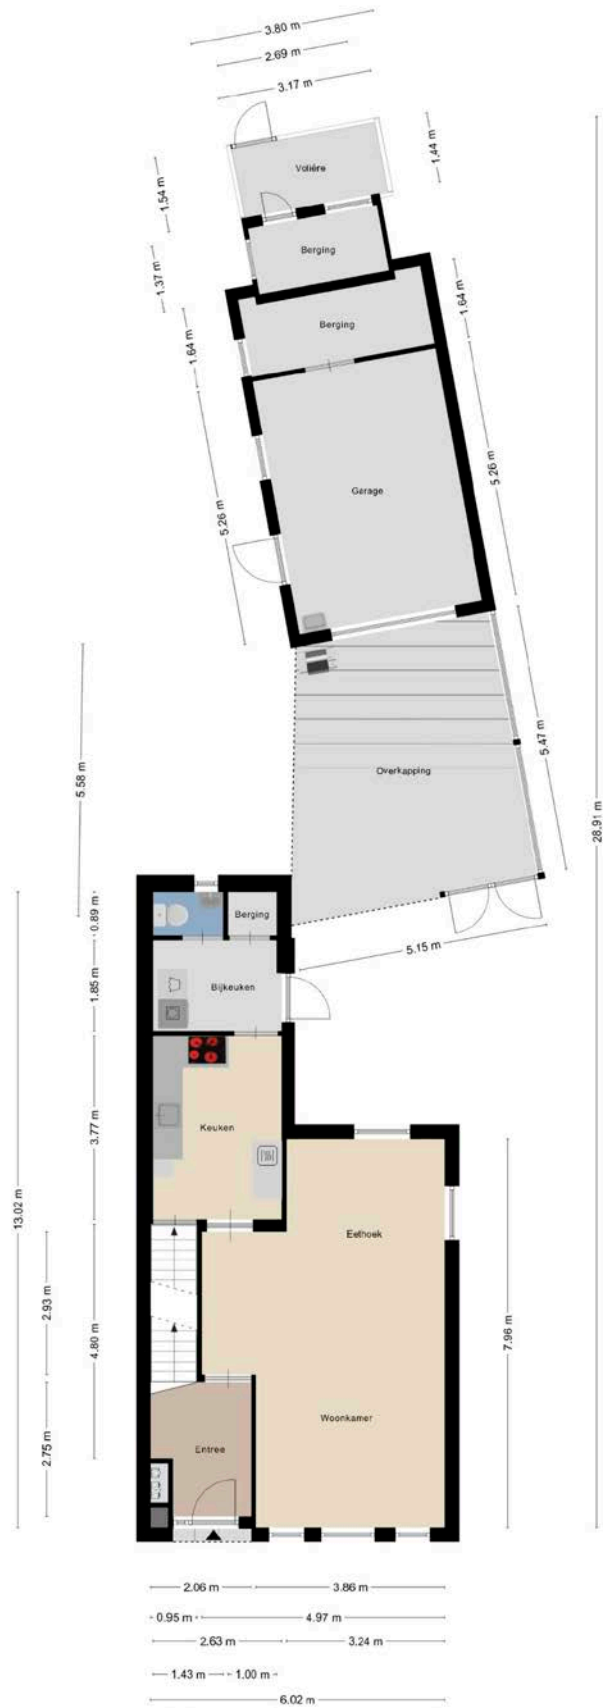 3.80 m
2.69 m
3.17 m
1.44 m
Volière
1.54 m
Berging
1.37 m
Berging
1.64 m
1.64 m
Garage
5.26 m
5.26 m
5.47 m
5.58 m
Overkapping
28.91 m
0.89 m
Berging
5.15 m
1.85 m
Bijkeuken
3.77 m
Keuken
13.02 m
Eethoek
2.93 m
4.80 m
7.96 m
Woonkamer
2.75 m
Entree
2.06 m
3.86 m
0.95 m
4.97 m
2.63 m
3.24 m
1.43 m
1.00 m
6.02 m